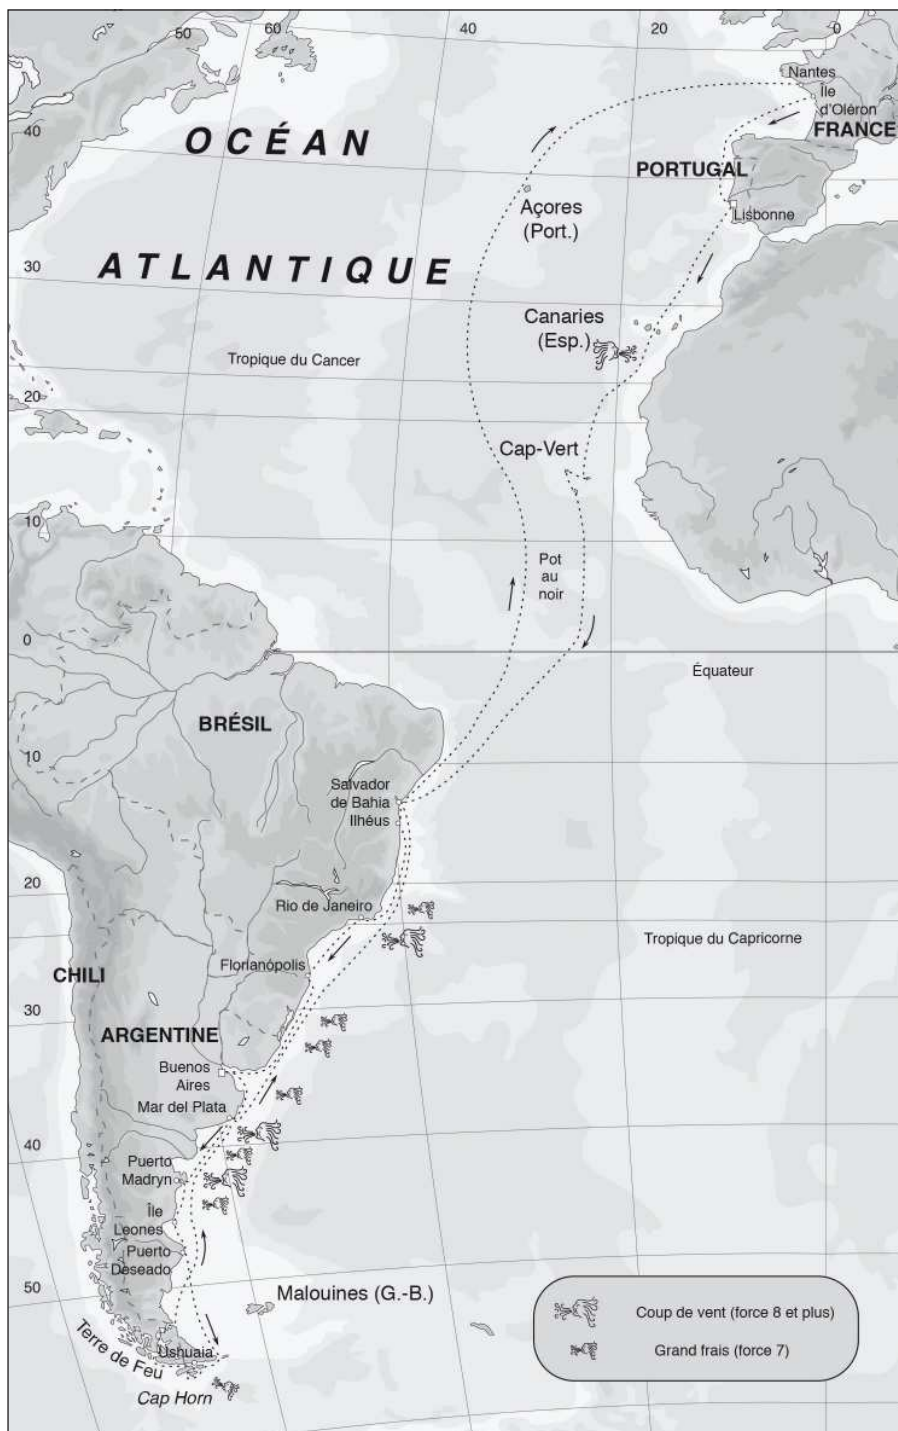 50
60
40
20
0
Nantes
Île
d'Oléron
FRANCE
40
OCÉAN
PORTUGAL
Açores
(Port.)
Lisbonne
30
ATLANTIQUE
Canaries
(Esp.)
Tropique du Cancer
20
Cap-Vert
10
Pot
au
noir
0
Équateur
BRÉSIL
10
Salvador
de Bahia
Ilhéus
20
Rio de Janeiro
Tropique du Capricorne
Florianópolis
CHILI
30
ARGENTINE
Buenos
Aires
Mar del Plata
40
Puerto
Madryn
Île
Leones
Puerto
Deseado
50
Malouines (G.-B.)
Terre de Feu
Ushuaia
Cap Horn
Coup de vent (force 8 et plus)
Grand frais (force 7)